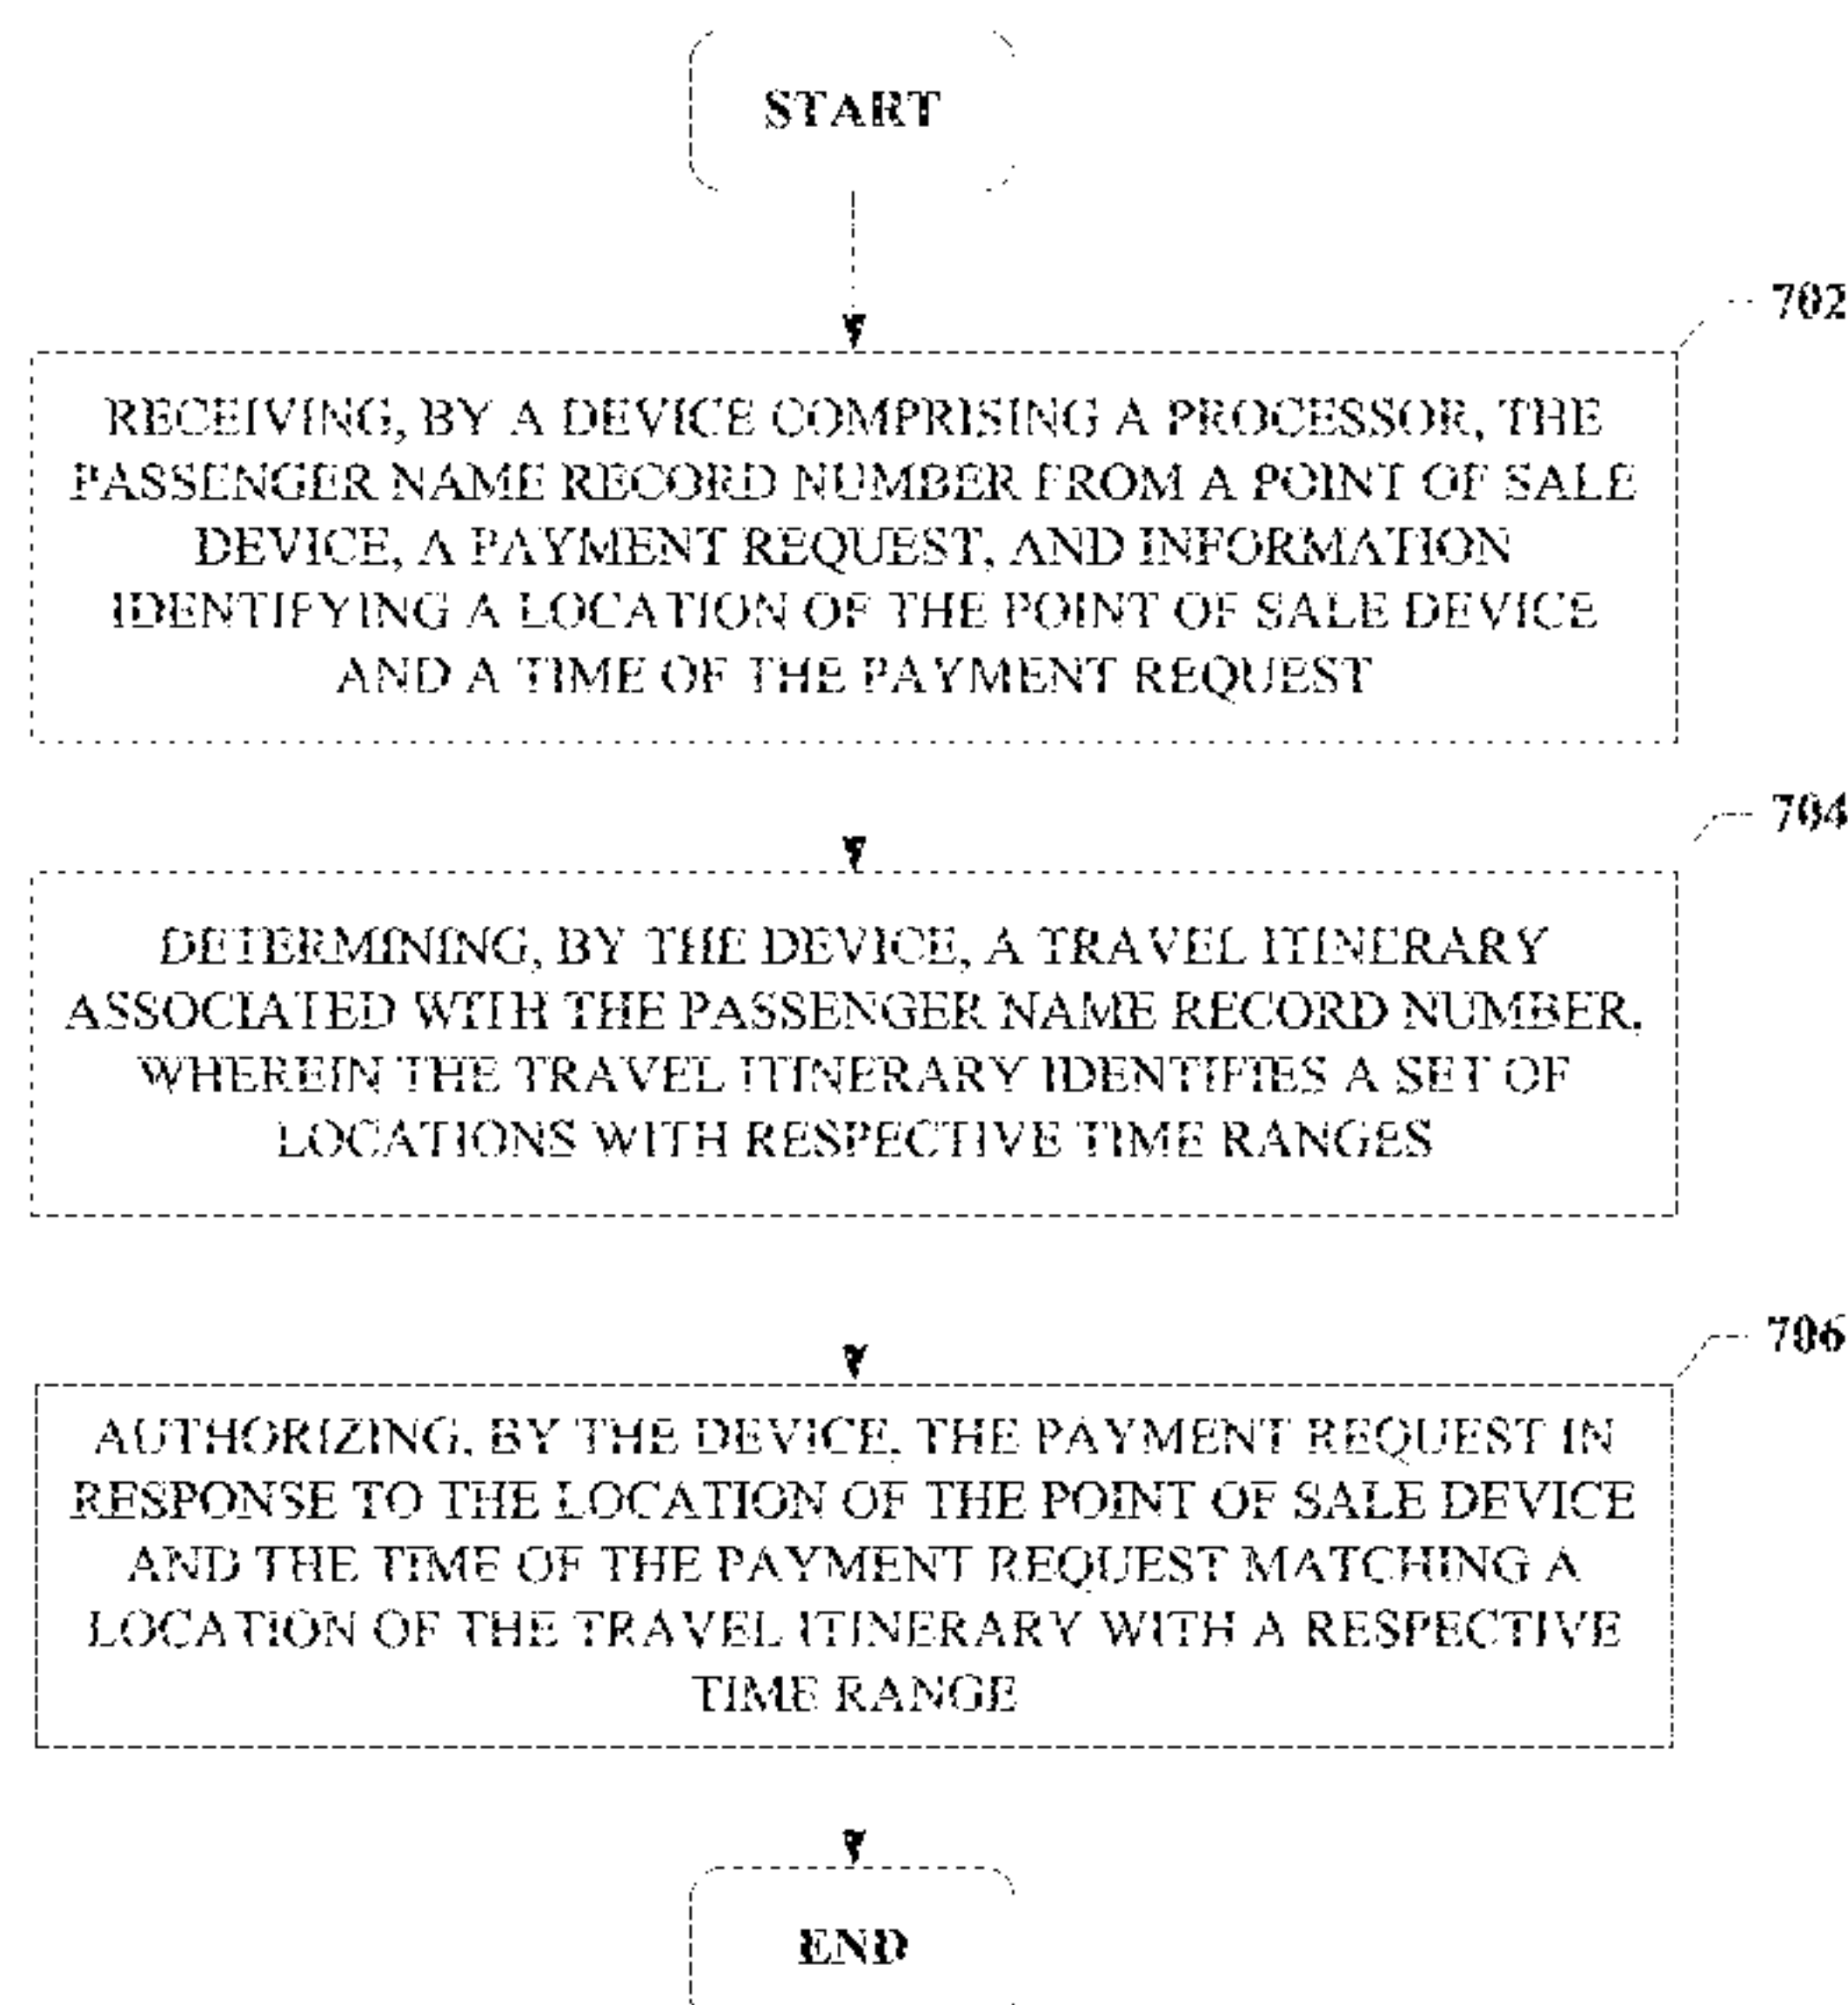 START
702
RECEIVING, BY A DEVICE COMPRISING A PROCESSOR, THE
PASSENGER NAME RECORD NUMBER FROM A POINT OF SALE
DEVICE, A PAYMENT REQUEST, AND INFORMATION
IDENTIFYING A LOCATION OF THE POINT OF SALE DEVICE
AND A TIME OF THE PAYMENT REQUEST
704
DETERMINING, BY THE DEVICE, A TRAVEL ITINERARY
ASSOCIATED WITH THE PASSENGER NAME RECORD NUMBER,
WHEREIN THE TRAVEL ITINERARY IDENTIFIES A SET OF
LOCATIONS WITH RESPECTIVE TIME RANGES
706
AUTHORIZING, BY THE DEVICE, THE PAYMENT REQUEST IN
RESPONSE TO THE LOCATION OF THE POINT OF SALE DEVICE
AND THE TIME OF THE PAYMENT REQUEST MATCHING A
LOCATION OF THE TRAVEL ITINERARY WITH A RESPECTIVE
TIME RANGE
END